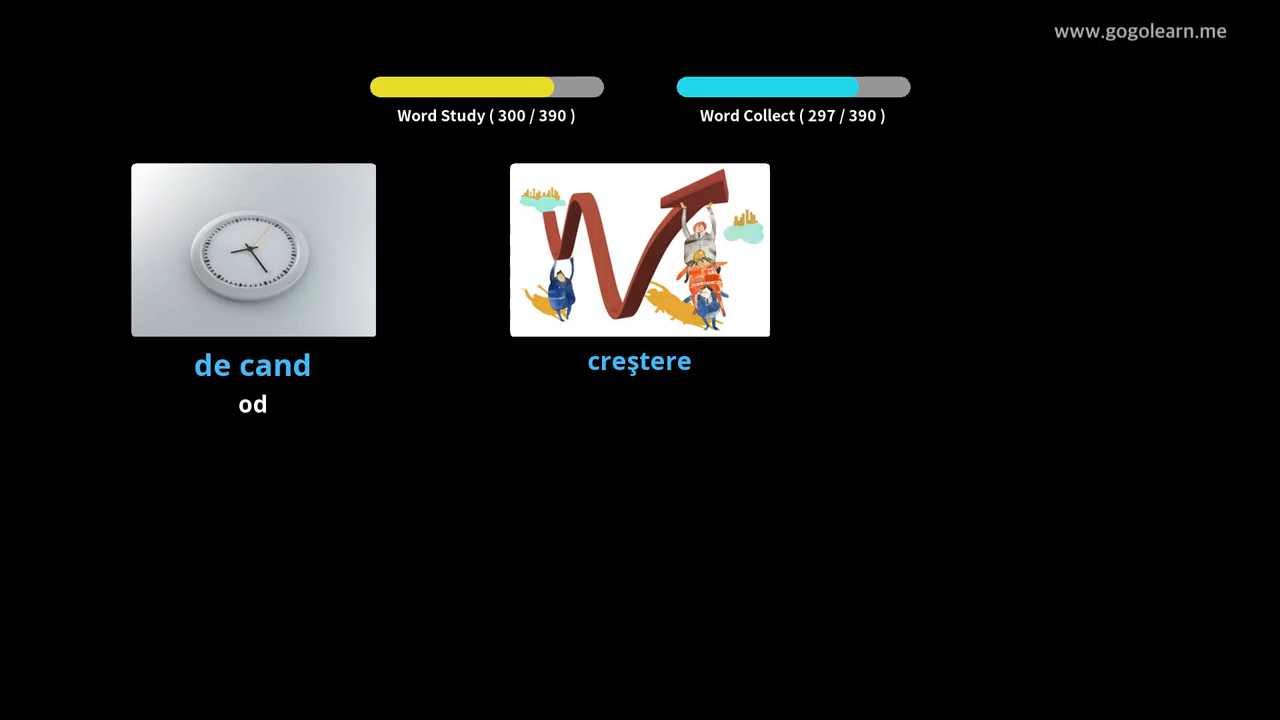 www.gogolearn.me
Word Study ( 300 / 390 )
Word Collect ( 297 / 390 )
de cand
od
creştere